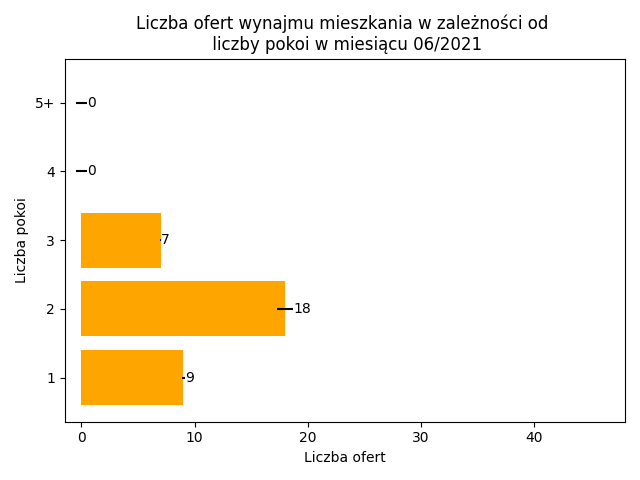 Liczba ofert wynajmu mieszkania w zależności od
liczby pokoi w miesiącu 06/2021
Liczba pokoi
5+
0
4
0
3
7
2
18
1
9
0 10 20 30 40
Liczba ofert